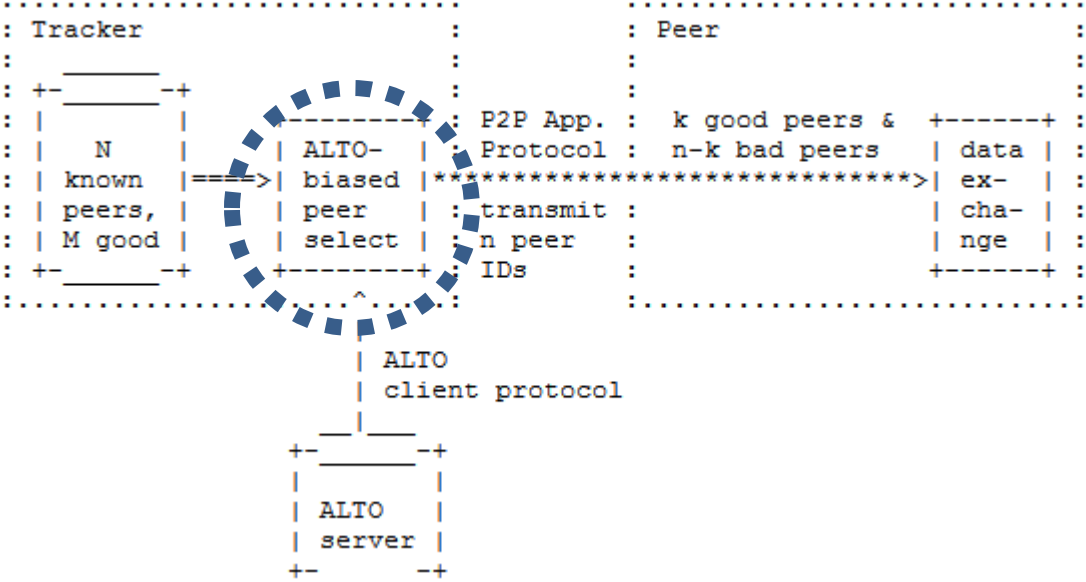 Tracker
Peer
N
known
peers,
M good
ALTO-
biased
peer
select
P2P App.
Protocol
transmit
n peer
IDs
k good peers &
n-k bad peers
data
ex-
cha-
nge
ALTO
client protocol
ALTO
server